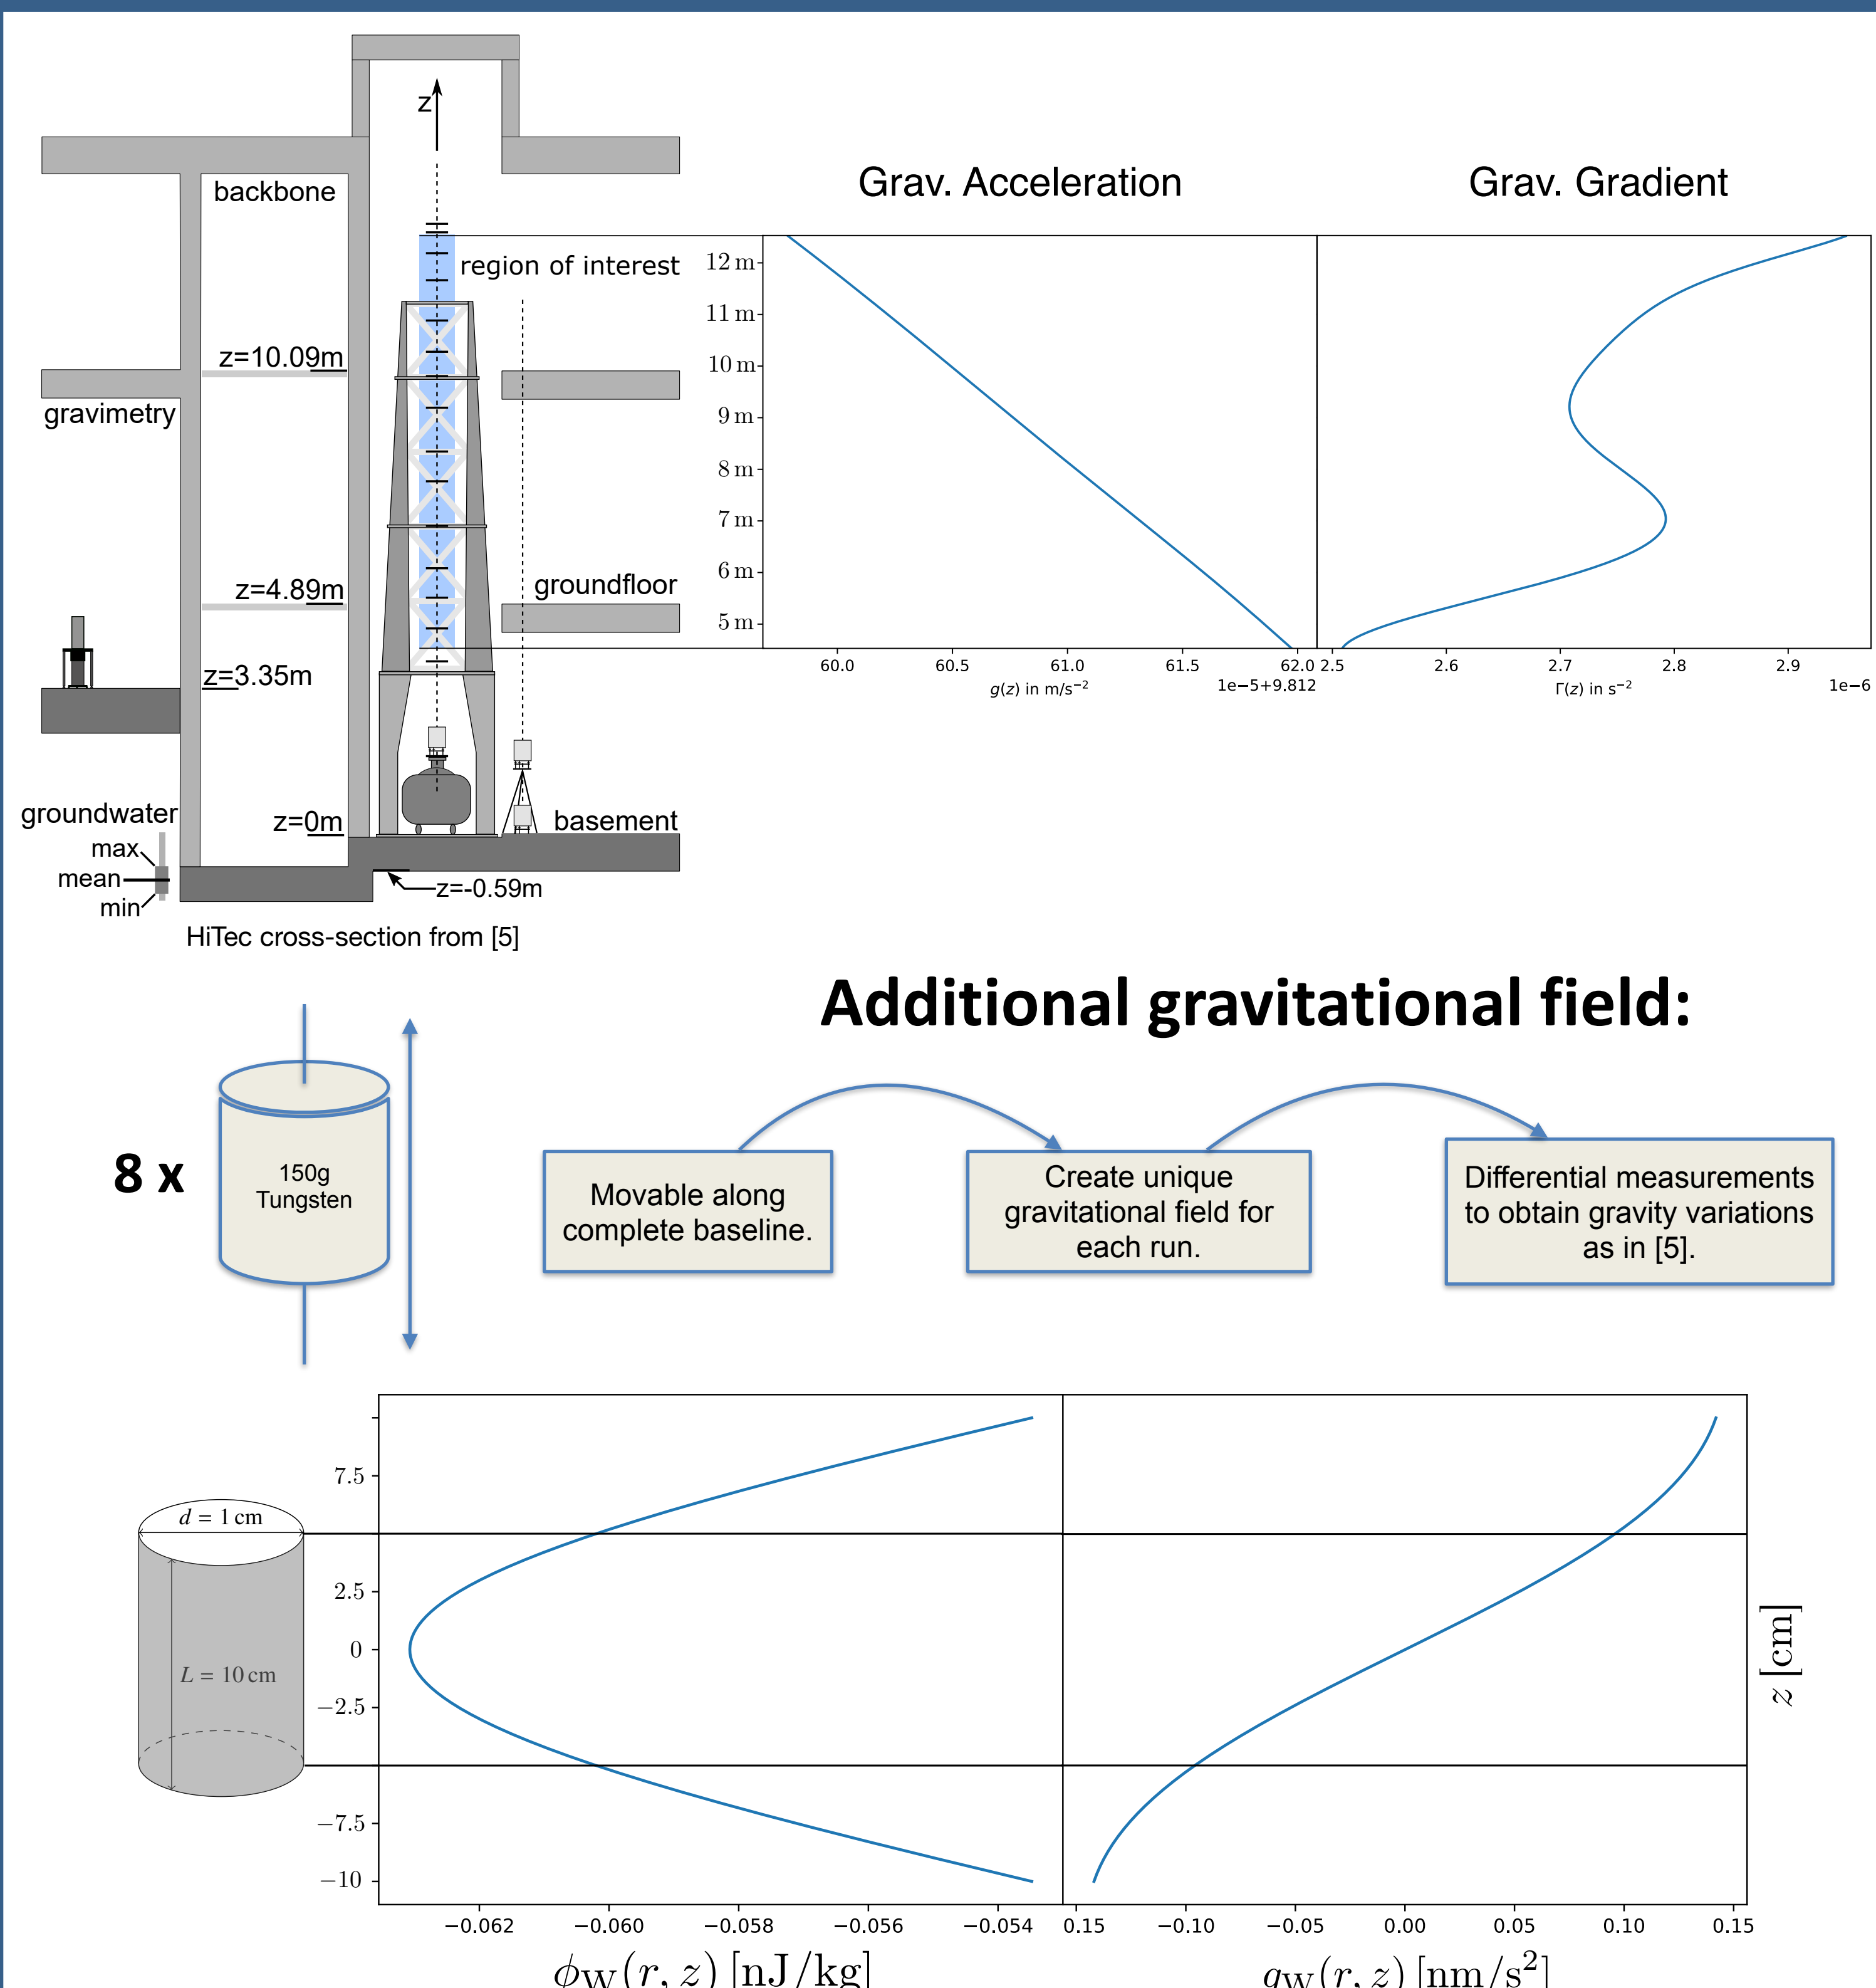 z
backbone
Grav. Acceleration
Grav. Gradient
region of interest
12 m
11 m
10 m
9 m
8 m
7 m
6 m
5 m
z=10.09m
gravimetry
z=4.89m
groundfloor
z=3.35m
60.0 60.5 61.0 61.5 62.0
g(z) in m/s⁻²
1e−5+9.812
2.5 2.6 2.7 2.8 2.9
Γ(z) in s⁻²
1e−6
groundwater
max
mean
min
z=0m
basement
z=-0.59m
HiTec cross-section from [5]
Additional gravitational field:
8 x
150g
Tungsten
Movable along
complete baseline.
Create unique
gravitational field for
each run.
Differential measurements
to obtain gravity variations
as in [5].
d = 1 cm
L = 10 cm
7.5
2.5
0
−2.5
−7.5
−10
z [cm]
−0.062 −0.060 −0.058 −0.056 −0.054
0.15 −0.10 −0.05 0.00 0.05 0.10 0.15
ϕW(r, z) [nJ/kg]
gW(r, z) [nm/s²]